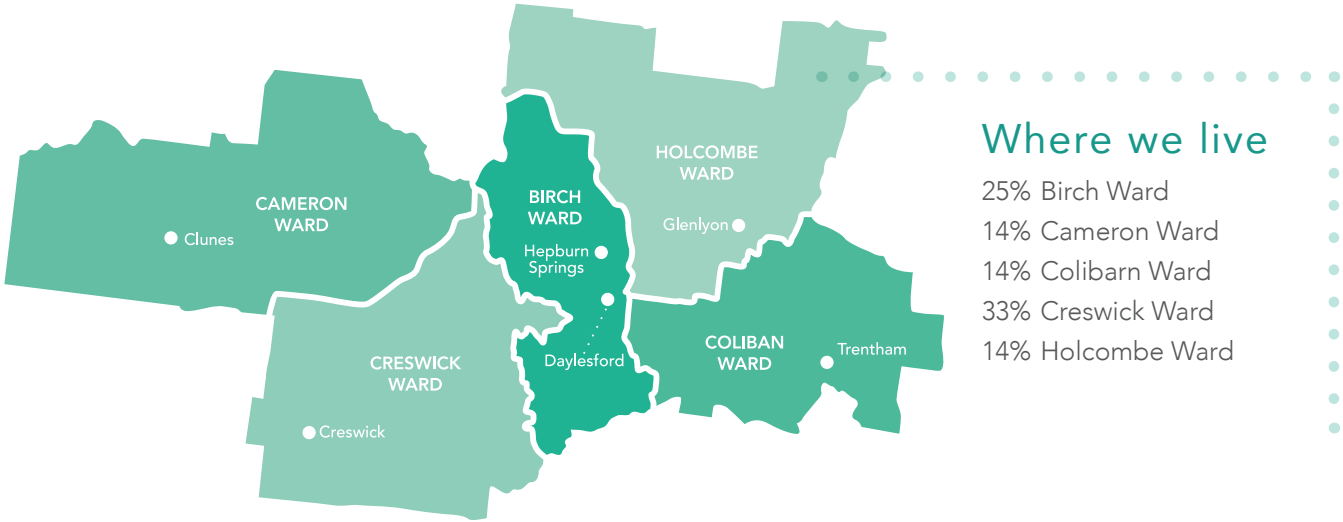 HOLCOMBE
WARD
Glenlyon
CAMERON
WARD
Clunes
BIRCH
WARD
Hepburn
Springs
Daylesford
COLIBAN
WARD
Trentham
CRESWICK
WARD
Creswick
Where we live
25% Birch Ward
14% Cameron Ward
14% Colibarn Ward
33% Creswick Ward
14% Holcombe Ward